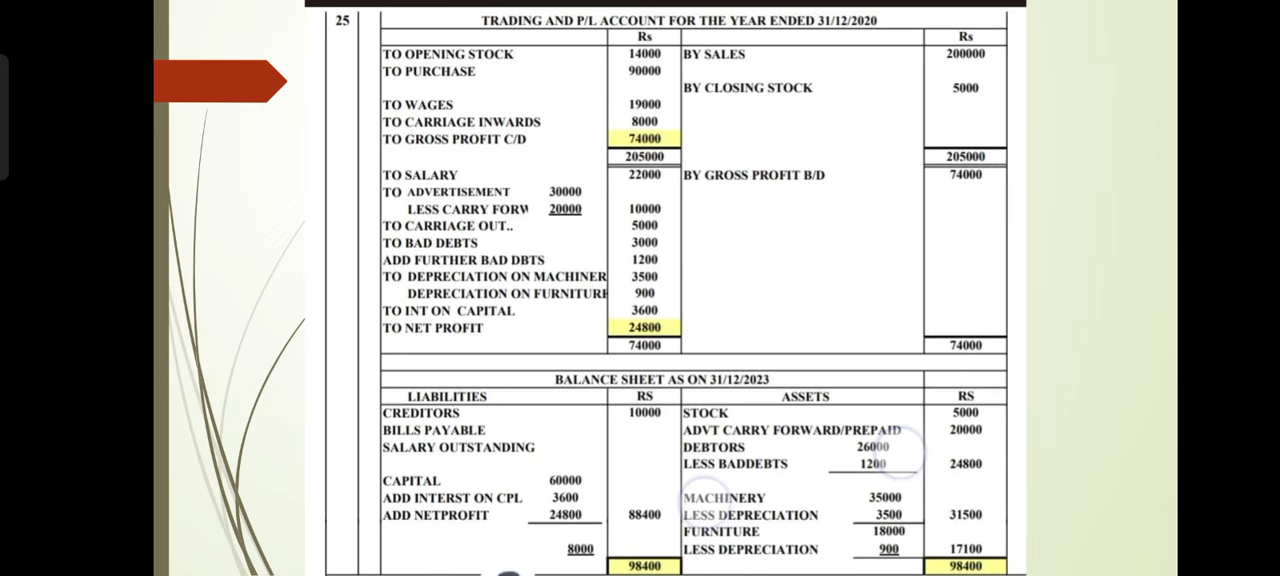 25 TRADING AND P/L ACCOUNT FOR THE YEAR ENDED 31/12/2020
Rs Rs
TO OPENING STOCK 14000 BY SALES 200000
TO PURCHASE 90000
BY CLOSING STOCK 5000
TO WAGES 19000
TO CARRIAGE INWARDS 8000
TO GROSS PROFIT C/D 74000
205000 205000
TO SALARY 22000 BY GROSS PROFIT B/D 74000
TO ADVERTISEMENT 30000
LESS CARRY FORW 20000 10000
TO CARRIAGE OUT.. 5000
TO BAD DEBTS 3000
ADD FURTHER BAD DBTS 1200
TO DEPRECIATION ON MACHINER 3500
DEPRECIATION ON FURNITURE 900
TO INT ON CAPITAL 3600
TO NET PROFIT 24800
74000 74000
BALANCE SHEET AS ON 31/12/2023
LIABILITIES RS ASSETS RS
CREDITORS 10000 STOCK 5000
BILLS PAYABLE ADVT CARRY FORWARD/PREPAID 20000
SALARY OUTSTANDING DEBTORS 26000
LESS BADDEBTS 1200 24800
CAPITAL 60000
ADD INTERST ON CPL 3600 MACHINERY 35000
ADD NETPROFIT 24800 88400 LESS DEPRECIATION 3500 31500
FURNITURE 18000
8000 LESS DEPRECIATION 900 17100
98400 98400